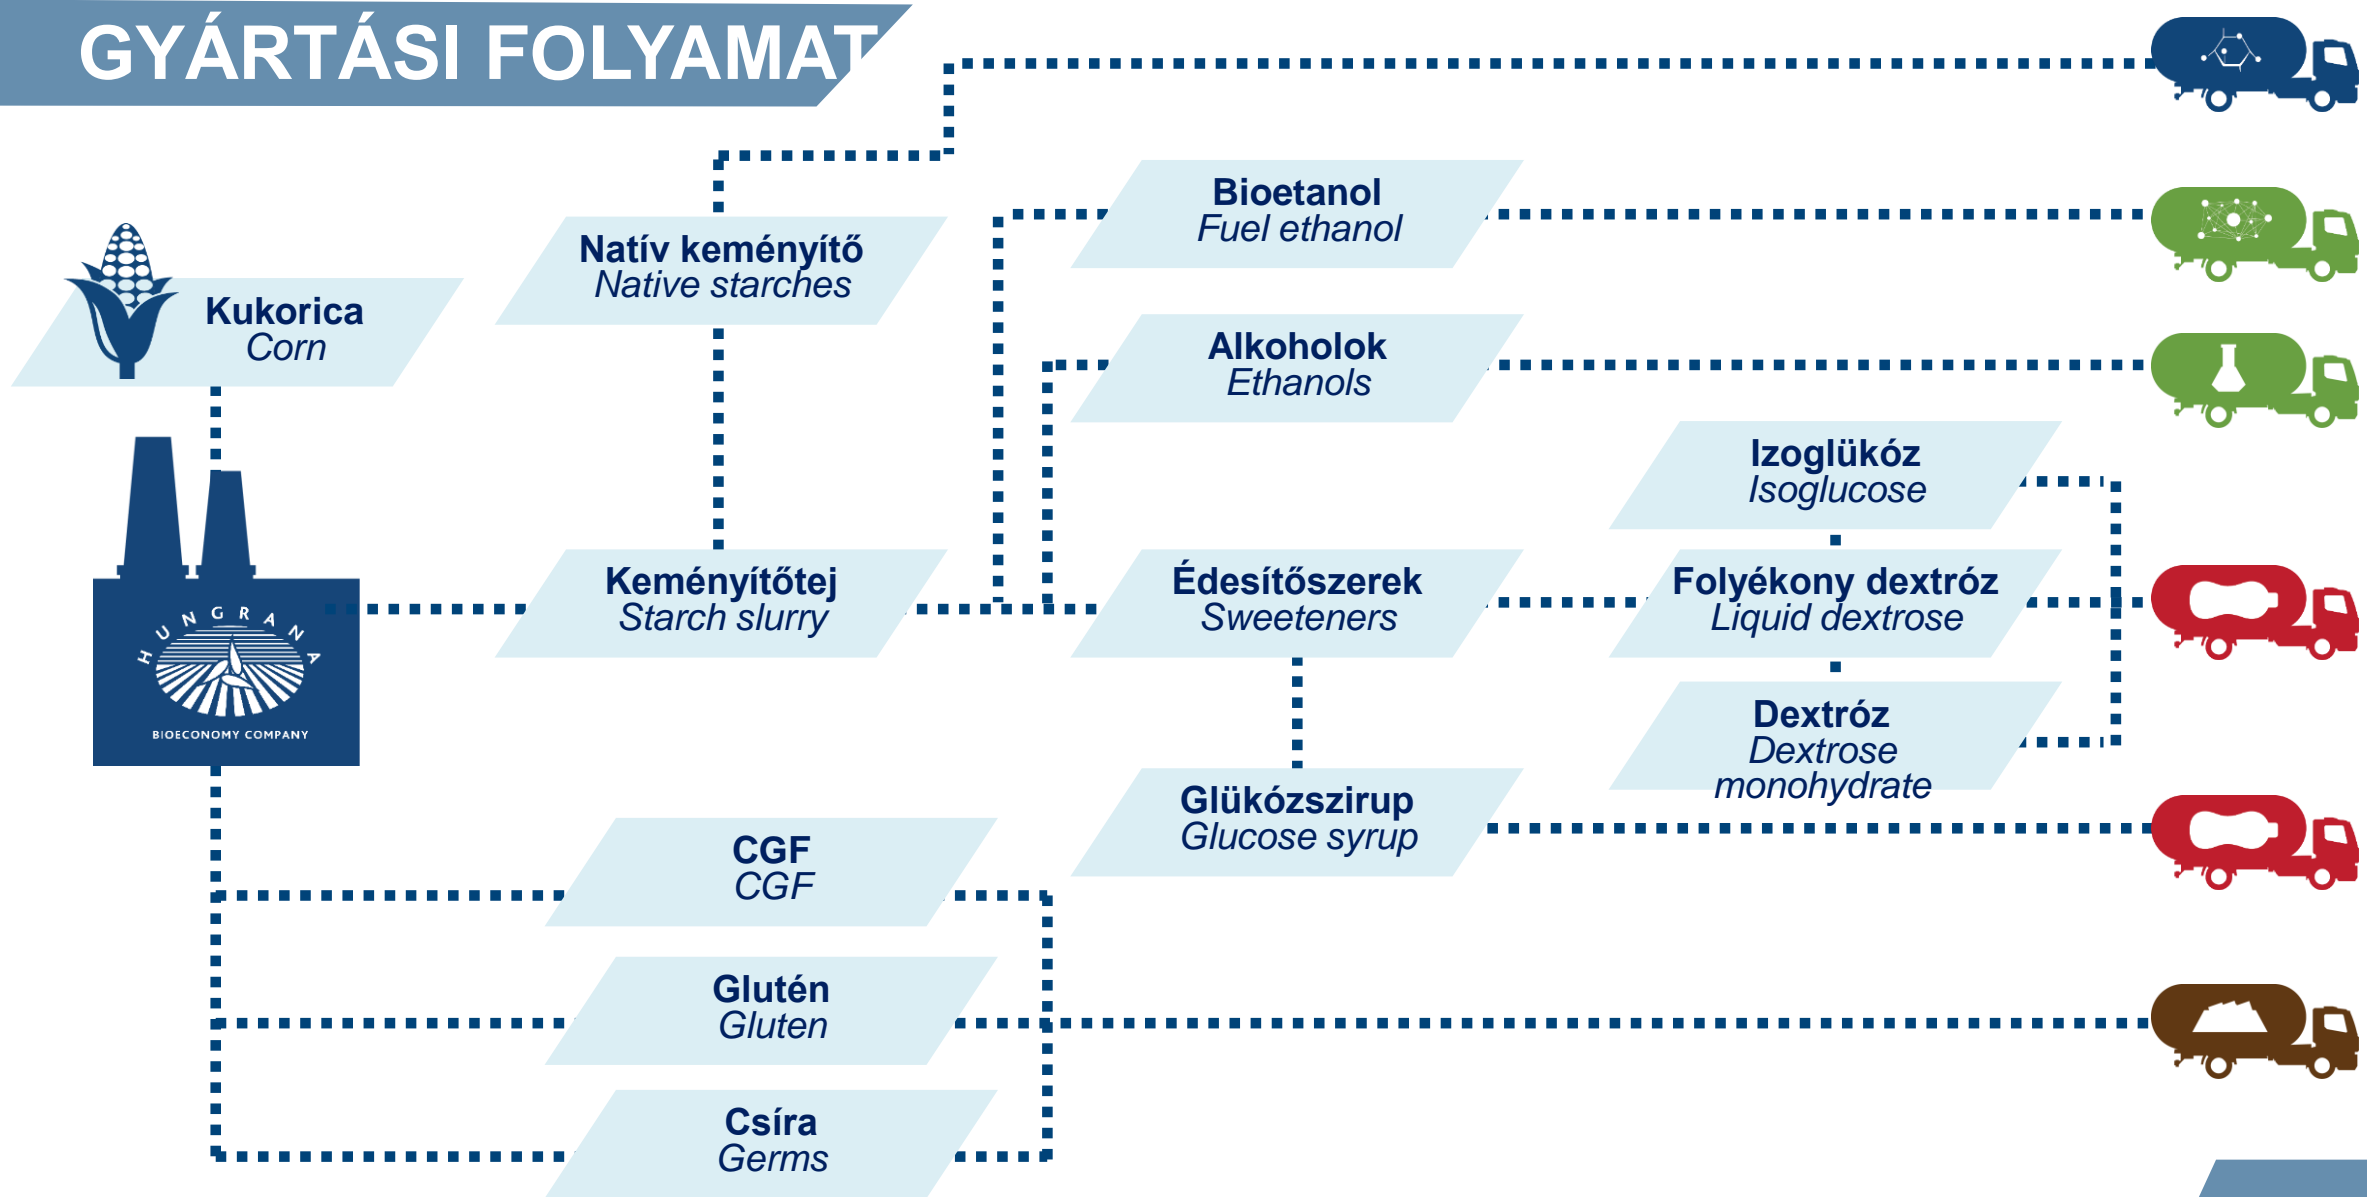 GYÁRTÁSI FOLYAMAT
Bioetanol
Fuel ethanol
Natív keményítő
Native starches
Kukorica
Corn
Alkoholok
Ethanols
Izoglükóz
Isoglucose
Keményítőtej
Starch slurry
Édesítőszerek
Sweeteners
Folyékony dextróz
Liquid dextrose
HUNGRANA
BIOECONOMY COMPANY
Dextróz
Dextrose
monohydrate
Glükózszirup
Glucose syrup
CGF
CGF
Glutén
Gluten
Csíra
Germs